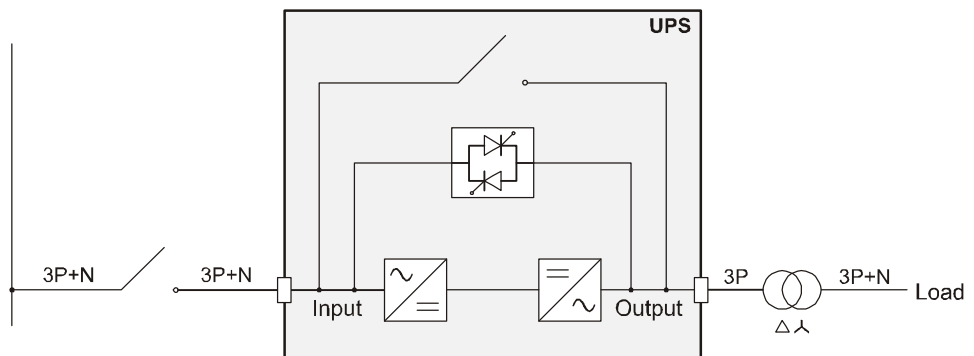 UPS
3P+N
3P+N
Input
Output
3P
3P+N
Load